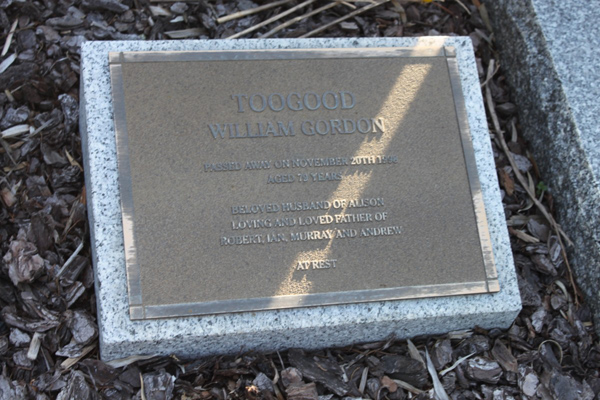 TOOGOOD
WILLIAM GORDON
PASSED AWAY ON NOVEMBER 20TH
AGED YEARS
BELOVED HUSBAND OF ALISON
LOVING AND LOVED FATHER OF
ROBERT, IAN, MURRAY AND ANDREW
AT REST